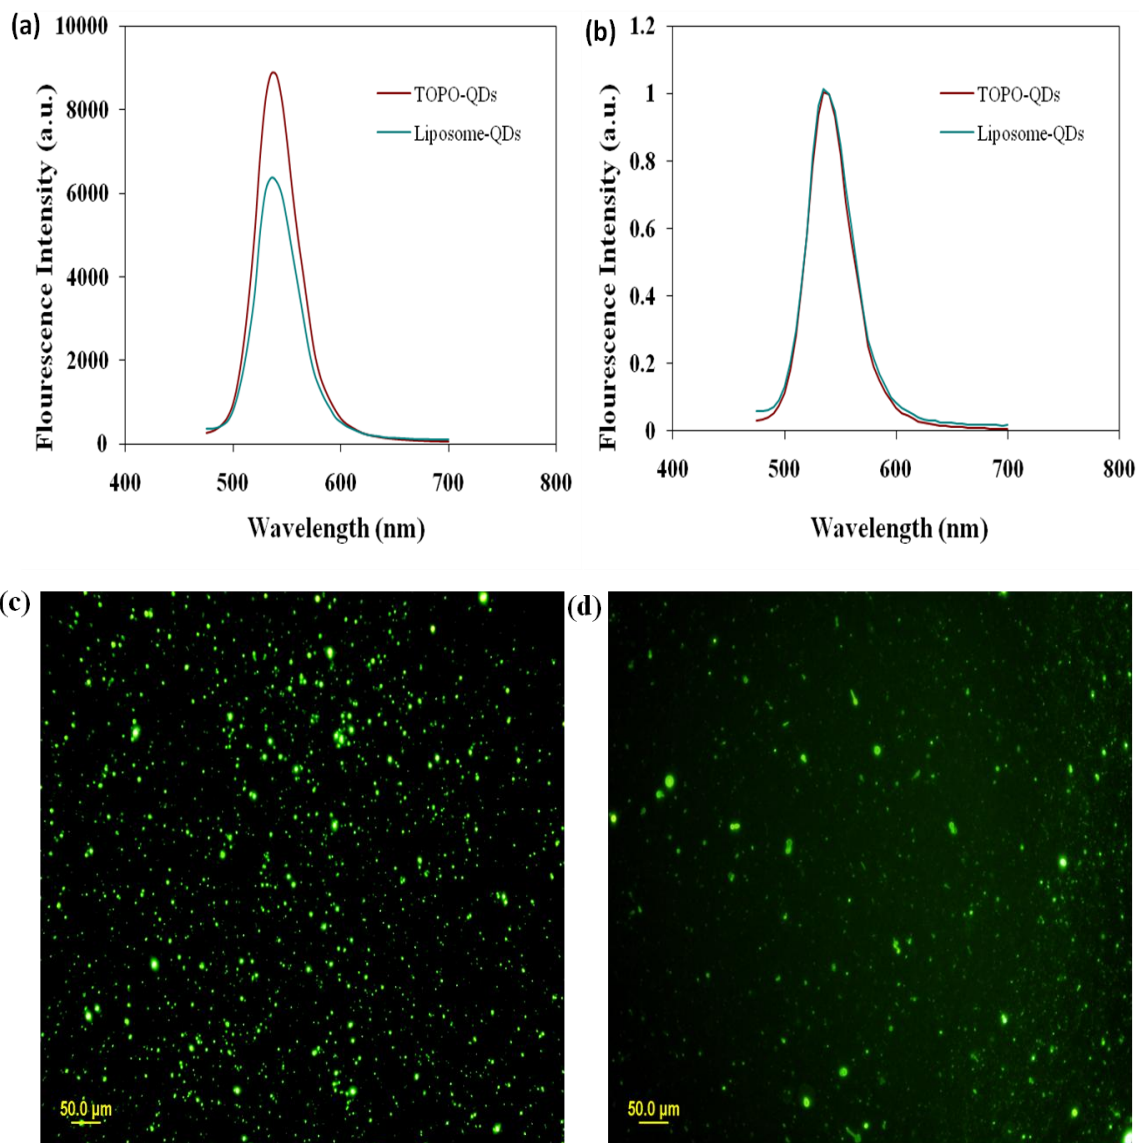 (a)
10000
8000
6000
4000
2000
0
400
500
600
700
800
Flourescence Intensity (a.u.)
Wavelength (nm)
TOPO-QDs
Liposome-QDs
(b)
1.2
1
0.8
0.6
0.4
0.2
0
400
500
600
700
800
Flourescence Intensity (a.u.)
Wavelength (nm)
TOPO-QDs
Liposome-QDs
(c)
50.0 µm
(d)
50.0 µm